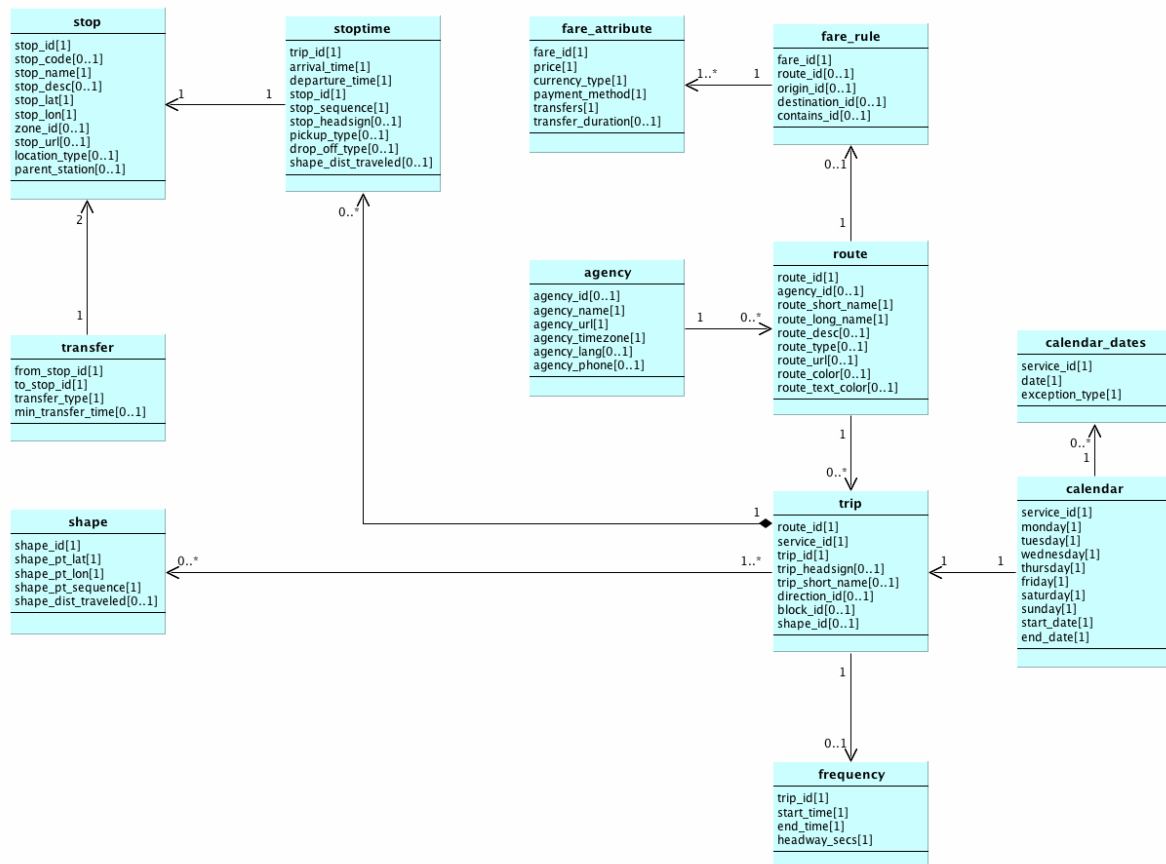 stop
stop_id[1]
stop_code[0..1]
stop_name[1]
stop_desc[0..1]
stop_lat[1]
stop_lon[1]
zone_id[0..1]
stop_url[0..1]
location_type[0..1]
parent_station[0..1]
1
1
stoptime
trip_id[1]
arrival_time[1]
departure_time[1]
stop_id[1]
stop_sequence[1]
stop_headsign[0..1]
pickup_type[0..1]
drop_off_type[0..1]
shape_dist_traveled[0..1]
0..*
fare_attribute
fare_id[1]
price[1]
currency_type[1]
payment_method[1]
transfers[1]
transfer_duration[0..1]
1..*
1
fare_rule
fare_id[1]
route_id[0..1]
origin_id[0..1]
destination_id[0..1]
contains_id[0..1]
0..1
1
2
1
transfer
from_stop_id[1]
to_stop_id[1]
transfer_type[1]
min_transfer_time[0..1]
agency
agency_id[0..1]
agency_name[1]
agency_url[1]
agency_timezone[1]
agency_lang[0..1]
agency_phone[0..1]
1
0..*
route
route_id[1]
agency_id[0..1]
route_short_name[1]
route_long_name[1]
route_desc[0..1]
route_type[0..1]
route_url[0..1]
route_color[0..1]
route_text_color[0..1]
1
0..*
calendar_dates
service_id[1]
date[1]
exception_type[1]
0..*
1
shape
shape_id[1]
shape_pt_lat[1]
shape_pt_lon[1]
shape_pt_sequence[1]
shape_dist_traveled[0..1]
0..*
1..*
1
trip
route_id[1]
service_id[1]
trip_id[1]
trip_headsign[0..1]
trip_short_name[0..1]
direction_id[0..1]
block_id[0..1]
shape_id[0..1]
1
1
calendar
service_id[1]
monday[1]
tuesday[1]
wednesday[1]
thursday[1]
friday[1]
saturday[1]
sunday[1]
start_date[1]
end_date[1]
1
0..1
frequency
trip_id[1]
start_time[1]
end_time[1]
headway_secs[1]